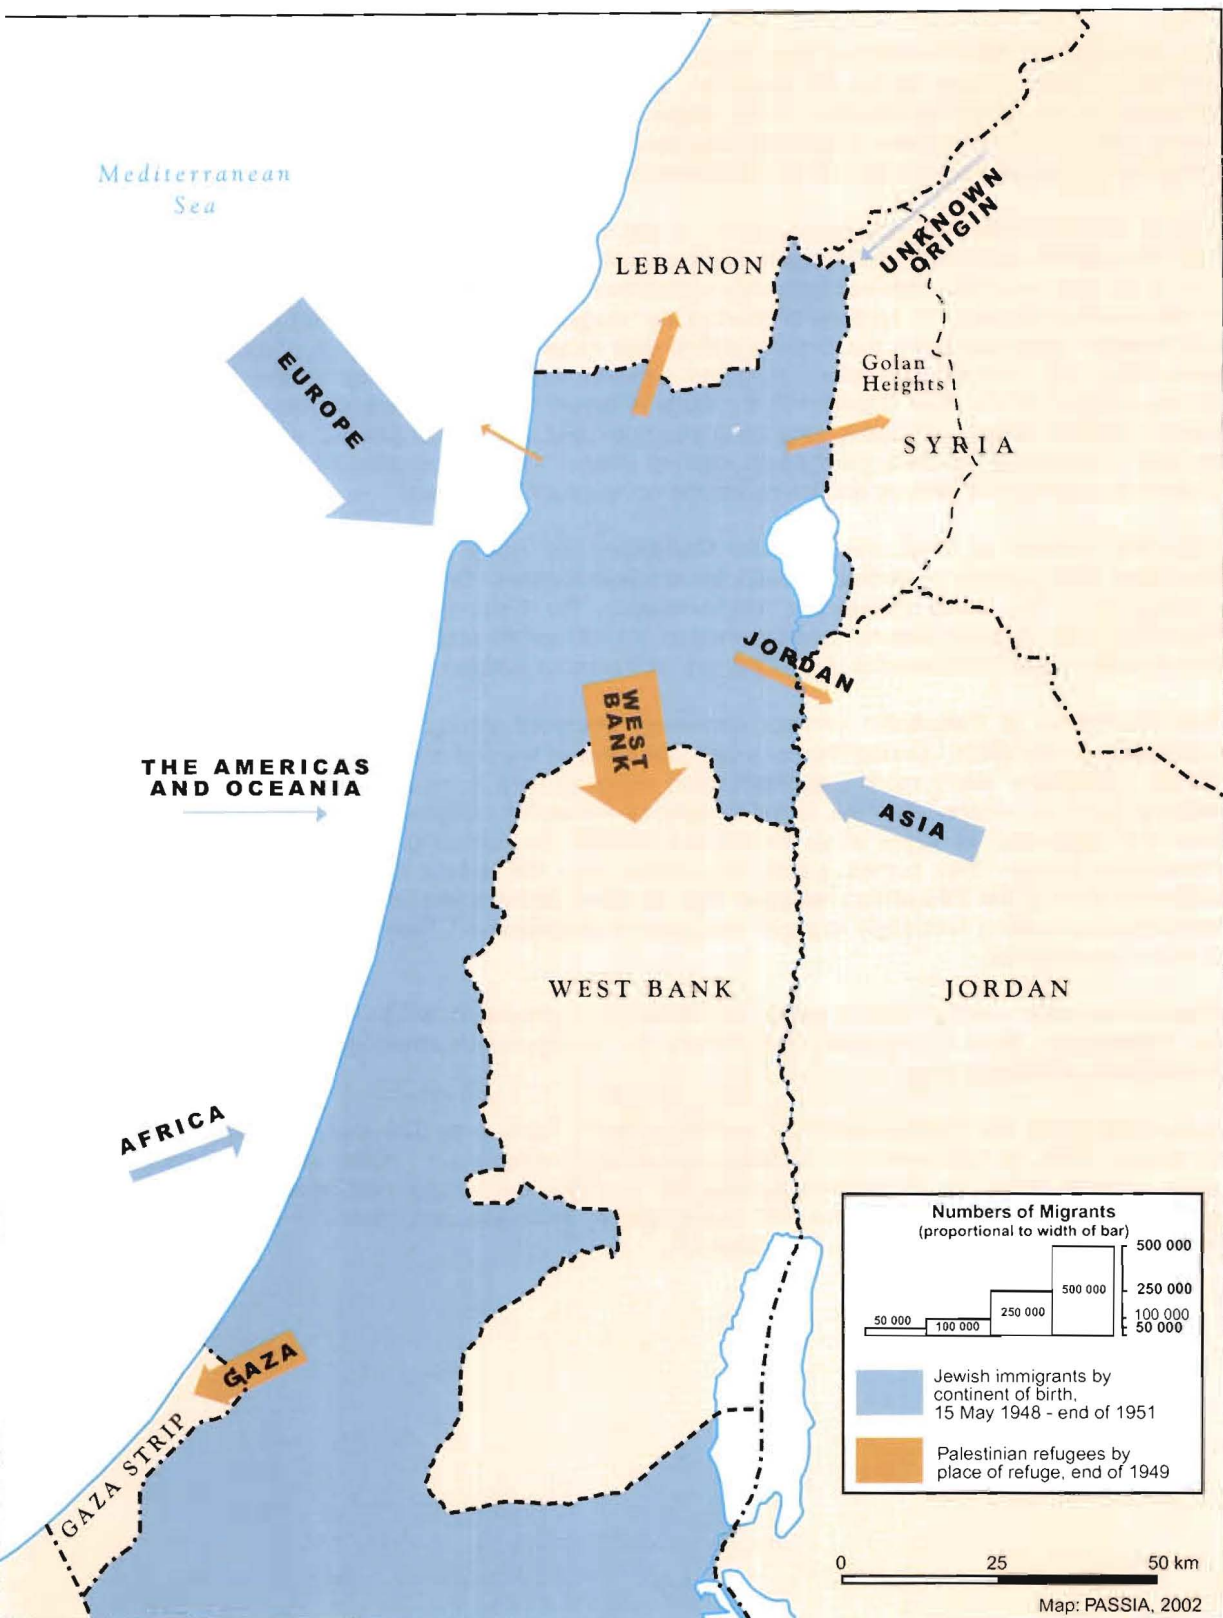 Mediterranean
Sea
UNKNOWN
ORIGIN
LEBANON
EUROPE
Golan
Heights
SYRIA
JORDAN
WEST
BANK
THE AMERICAS
AND OCEANIA
ASIA
WEST BANK
JORDAN
AFRICA
GAZA
GAZA STRIP
Numbers of Migrants
(proportional to width of bar)
500 000
500 000
250 000
250 000
100 000
50 000
50 000
100 000
Jewish immigrants by
continent of birth,
15 May 1948 - end of 1951
Palestinian refugees by
place of refuge, end of 1949
0 25 50 km
Map: PASSIA, 2002